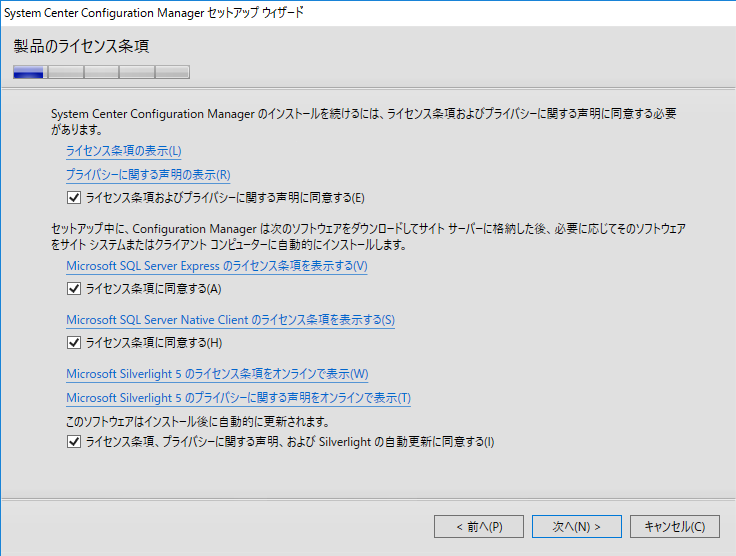 System Center Configuration Manager セットアップ ウィザード
製品のライセンス条項
System Center Configuration Manager のインストールを続けるには、ライセンス条項およびプライバシーに関する声明に同意する必要
があります。
ライセンス条項の表示(L)
プライバシーに関する声明の表示(R)
ライセンス条項およびプライバシーに関する声明に同意する(E)
セットアップ中に、Configuration Manager は次のソフトウェアをダウンロードしてサイト サーバーに格納した後、必要に応じてそのソフトウェア
をサイト システムまたはクライアント コンピューターに自動的にインストールします。
Microsoft SQL Server Express のライセンス条項を表示する(V)
ライセンス条項に同意する(A)
Microsoft SQL Server Native Client のライセンス条項を表示する(S)
ライセンス条項に同意する(H)
Microsoft Silverlight 5 のライセンス条項をオンラインで表示(W)
Microsoft Silverlight 5 のプライバシーに関する声明をオンラインで表示(T)
このソフトウェアはインストール後に自動的に更新されます。
ライセンス条項、プライバシーに関する声明、および Silverlight の自動更新に同意する(I)
< 前へ(P) 次へ(N) > キャンセル(C)